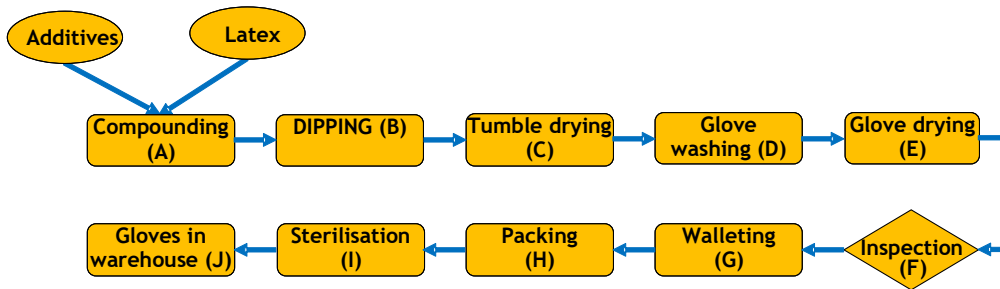 Additives
Latex
Compounding
(A)
DIPPING (B)
Tumble drying
(C)
Glove
washing (D)
Glove drying
(E)
Inspection
(F)
Walleting
(G)
Packing
(H)
Sterilisation
(I)
Gloves in
warehouse (J)